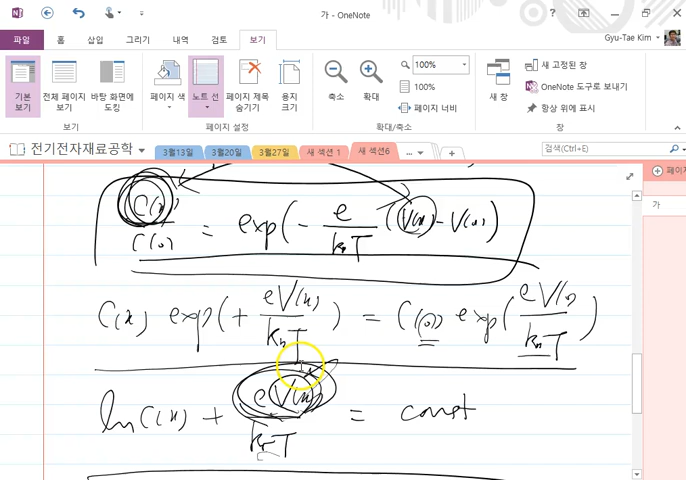 가 - OneNote
Gyu-Tae Kim
파일 홈 삽입 그리기 내역 검토 보기
기본 보기 전체 페이지 보기 바탕 화면에 도킹 페이지 색 노트 선 페이지 제목 숨기기 용지 크기 축소 확대 100% 100% 페이지 너비 새 창 새 고정된 창 OneNote 도구로 보내기 항상 위에 표시
보기 페이지 설정 확대/축소 창
전기전자재료공학 3월13일 3월20일 3월27일 새 섹션 1 새 섹션6 ... 검색(Ctrl+E)
페이지
가
C(x) / C(0) = exp(- e / k_B T (V(x) - V(0))
C(x) exp(+ eV(x) / k_B T) = C(0) exp(eV() / k_B T)
ln C(x) + eV(x) / k_B T = const